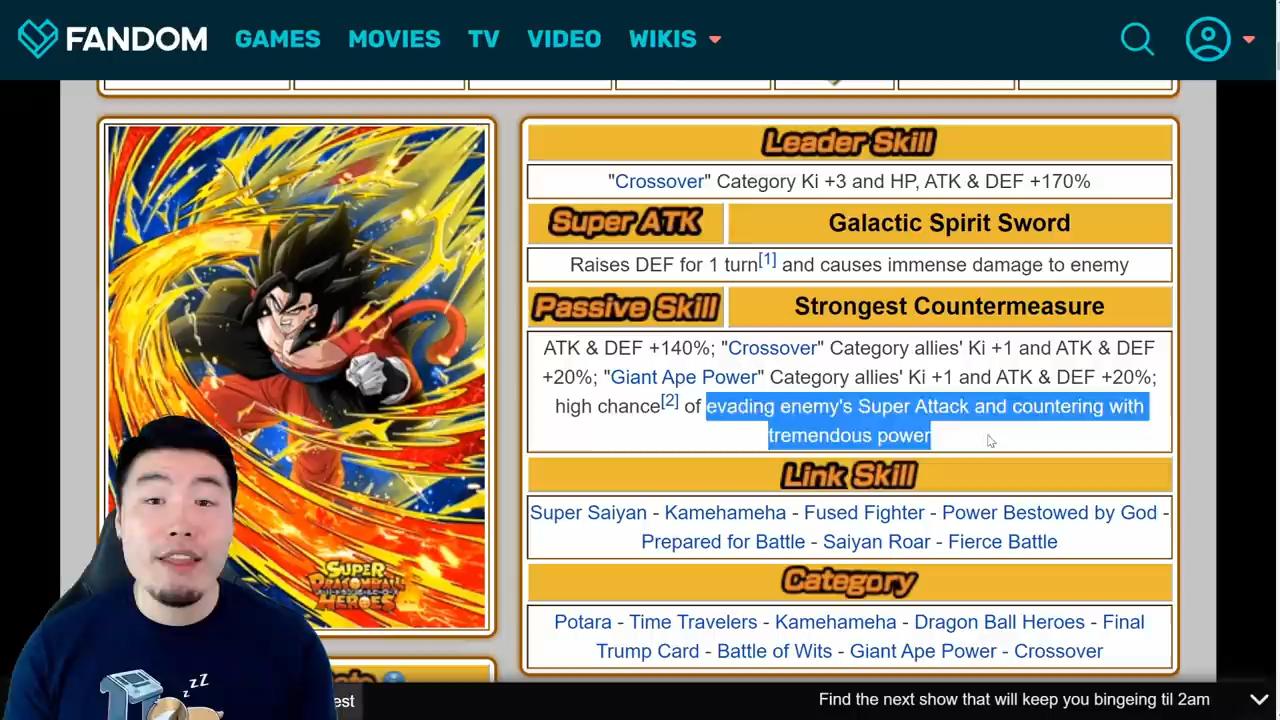 FANDOM GAMES MOVIES TV VIDEO WIKIS
Leader Skill
"Crossover" Category Ki +3 and HP, ATK & DEF +170%
Super ATK
Galactic Spirit Sword
Raises DEF for 1 turn[1] and causes immense damage to enemy
Passive Skill
Strongest Countermeasure
ATK & DEF +140%; "Crossover" Category allies' Ki +1 and ATK & DEF
+20%; "Giant Ape Power" Category allies' Ki +1 and ATK & DEF +20%;
high chance[2] of evading enemy's Super Attack and countering with
tremendous power
Link Skill
Super Saiyan - Kamehameha - Fused Fighter - Power Bestowed by God -
Prepared for Battle - Saiyan Roar - Fierce Battle
Category
Potara - Time Travelers - Kamehameha - Dragon Ball Heroes - Final
Trump Card - Battle of Wits - Giant Ape Power - Crossover
SUPER
DRAGONBALL
HEROES
z z Z
est
Find the next show that will keep you bingeing til 2am